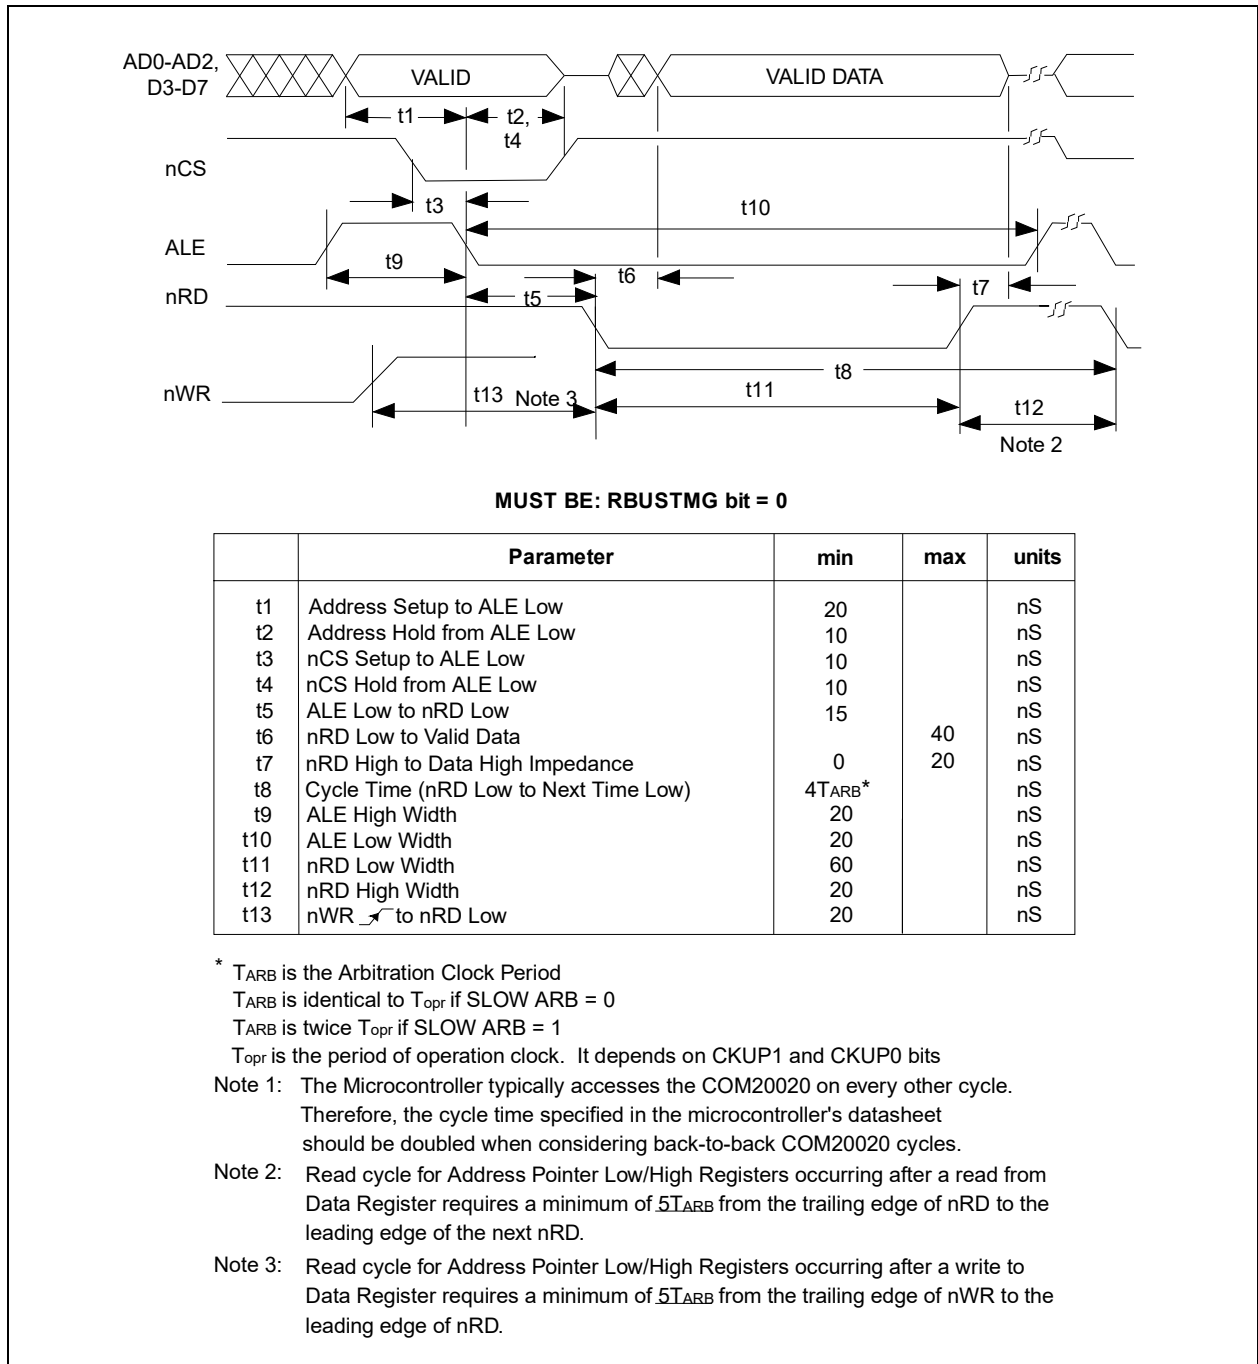 AD0-AD2,
D3-D7
VALID
VALID DATA
t1
t2,
t4
nCS
t3
t10
ALE
t9
t6
nRD
t5
t7
t8
nWR
t13 Note 3
t11
t12
Note 2
MUST BE: RBUSTMG bit = 0
Parameter min max units
t1 Address Setup to ALE Low 20 nS
t2 Address Hold from ALE Low 10 nS
t3 nCS Setup to ALE Low 10 nS
t4 nCS Hold from ALE Low 10 nS
t5 ALE Low to nRD Low 15 nS
t6 nRD Low to Valid Data 40 nS
t7 nRD High to Data High Impedance 0 20 nS
t8 Cycle Time (nRD Low to Next Time Low) 4TARB* nS
t9 ALE High Width 20 nS
t10 ALE Low Width 20 nS
t11 nRD Low Width 60 nS
t12 nRD High Width 20 nS
t13 nWR to nRD Low 20 nS
* TARB is the Arbitration Clock Period
TARB is identical to Topr if SLOW ARB = 0
TARB is twice Topr if SLOW ARB = 1
Topr is the period of operation clock. It depends on CKUP1 and CKUP0 bits
Note 1: The Microcontroller typically accesses the COM20020 on every other cycle.
Therefore, the cycle time specified in the microcontroller's datasheet
should be doubled when considering back-to-back COM20020 cycles.
Note 2: Read cycle for Address Pointer Low/High Registers occurring after a read from
Data Register requires a minimum of 5TARB from the trailing edge of nRD to the
leading edge of the next nRD.
Note 3: Read cycle for Address Pointer Low/High Registers occurring after a write to
Data Register requires a minimum of 5TARB from the trailing edge of nWR to the
leading edge of nRD.